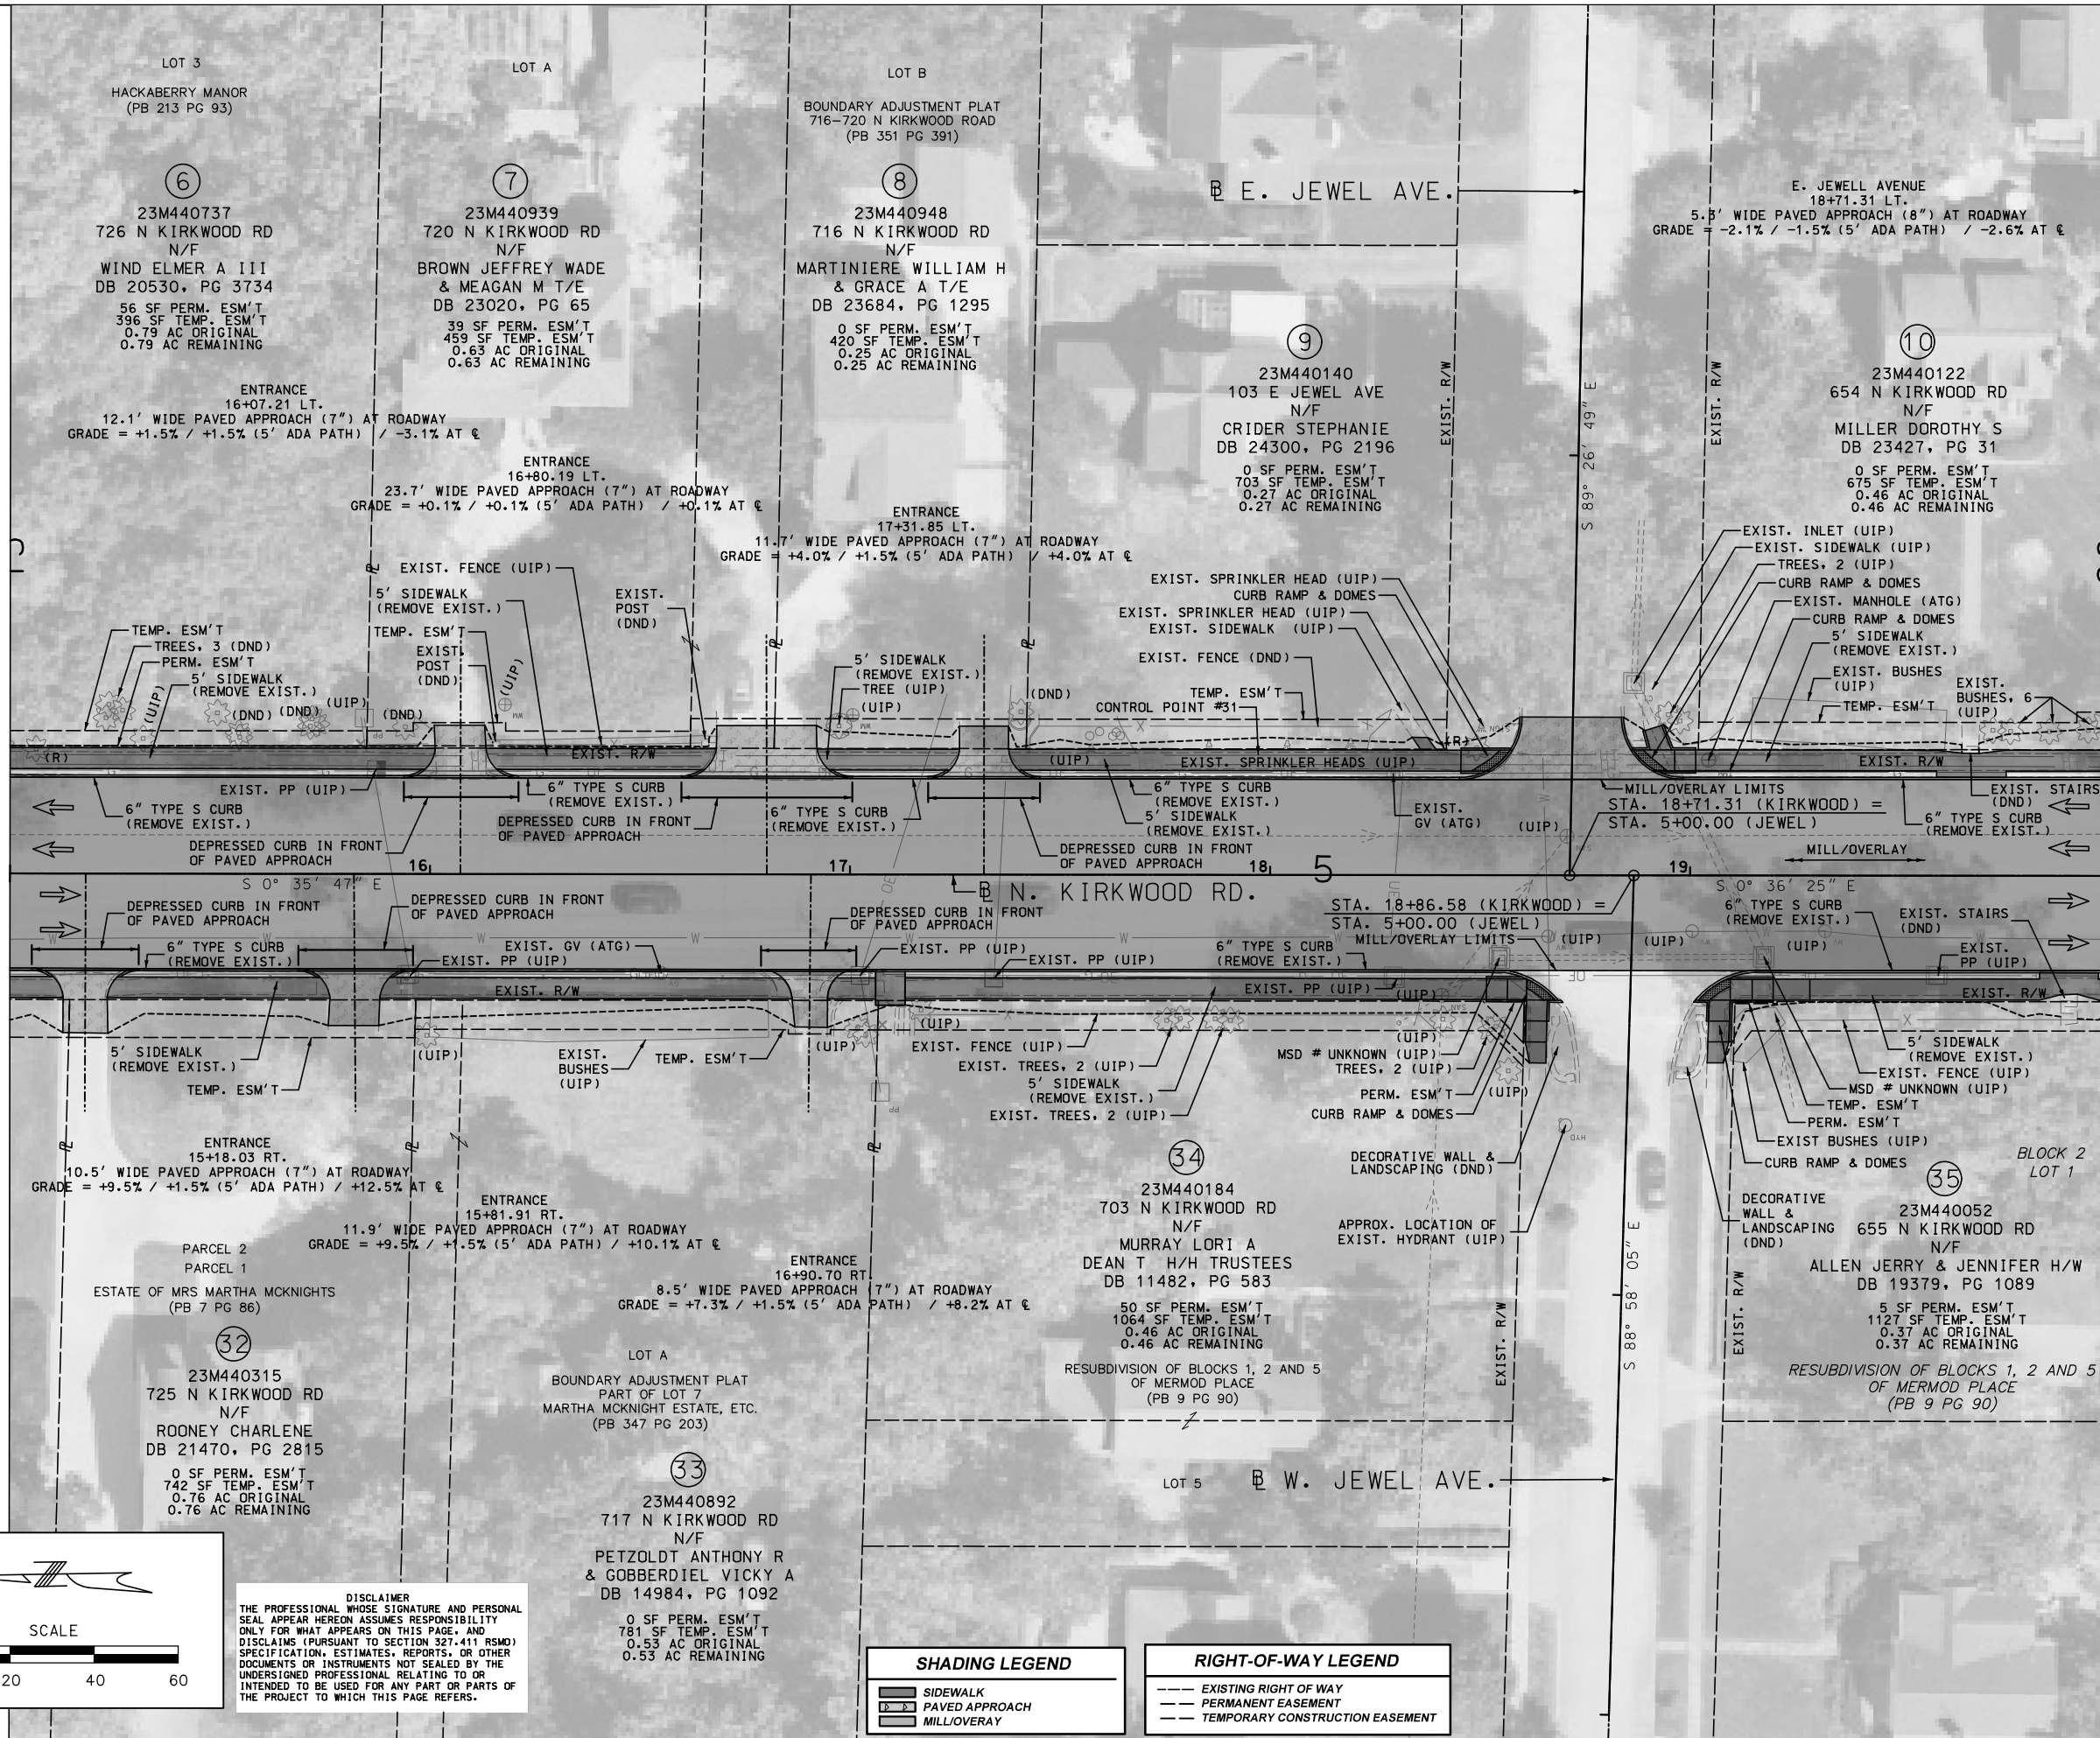 LOT 3
HACKABERRY MANOR
(PB 213 PG 93)
6
23M440737
726 N KIRKWOOD RD
N/F
WIND ELMER A III
DB 20530, PG 3734
56 SF PERM. ESM'T
396 SF TEMP. ESM'T
0.79 AC ORIGINAL
0.79 AC REMAINING
ENTRANCE
16+07.21 LT.
12.1' WIDE PAVED APPROACH (7") AT ROADWAY
GRADE = +1.5% / +1.5% (5' ADA PATH) / -3.1% AT ℄
LOT A
7
23M440939
720 N KIRKWOOD RD
N/F
BROWN JEFFREY WADE
& MEAGAN M T/E
DB 23020, PG 65
39 SF PERM. ESM'T
459 SF TEMP. ESM'T
0.63 AC ORIGINAL
0.63 AC REMAINING
ENTRANCE
16+80.19 LT.
23.7' WIDE PAVED APPROACH (7") AT ROADWAY
GRADE = +0.1% / +0.1% (5' ADA PATH) / +0.1% AT ℄
LOT B
BOUNDARY ADJUSTMENT PLAT
716-720 N KIRKWOOD ROAD
(PB 351 PG 391)
8
23M440948
716 N KIRKWOOD RD
N/F
MARTINIERE WILLIAM H
& GRACE A T/E
DB 23684, PG 1295
0 SF PERM. ESM'T
420 SF TEMP. ESM'T
0.25 AC ORIGINAL
0.25 AC REMAINING
ENTRANCE
17+31.85 LT.
11.7' WIDE PAVED APPROACH (7") AT ROADWAY
GRADE = +4.0% / +1.5% (5' ADA PATH) / +4.0% AT ℄
BL E. JEWEL AVE.
9
23M440140
103 E JEWEL AVE
N/F
CRIDER STEPHANIE
DB 24300, PG 2196
0 SF PERM. ESM'T
703 SF TEMP. ESM'T
0.27 AC ORIGINAL
0.27 AC REMAINING
EXIST. R/W
S 89° 26' 49" E
EXIST. R/W
E. JEWELL AVENUE
18+71.31 LT.
5.3' WIDE PAVED APPROACH (8") AT ROADWAY
GRADE = -2.1% / -1.5% (5' ADA PATH) / -2.6% AT ℄
10
23M440122
654 N KIRKWOOD RD
N/F
MILLER DOROTHY S
DB 23427, PG 31
0 SF PERM. ESM'T
675 SF TEMP. ESM'T
0.46 AC ORIGINAL
0.46 AC REMAINING
TEMP. ESM'T
TREES, 3 (DND)
PERM. ESM'T
5' SIDEWALK
(REMOVE EXIST.)
(UIP)
(DND)
(DND)
(UIP)
(DND)
(R)
PL
EXIST. FENCE (UIP)
5' SIDEWALK
(REMOVE EXIST.)
TEMP. ESM'T
EXIST.
POST
(DND)
(UIP)
EXIST.
POST
(DND)
EXIST. R/W
PL
5' SIDEWALK
(REMOVE EXIST.)
TREE (UIP)
(UIP)
PL
(DND)
EXIST. SPRINKLER HEAD (UIP)
CURB RAMP & DOMES
EXIST. SPRINKLER HEAD (UIP)
EXIST. SIDEWALK (UIP)
EXIST. FENCE (DND)
TEMP. ESM'T
CONTROL POINT #31
(R)
(UIP)
EXIST. SPRINKLER HEADS (UIP)
EXIST. INLET (UIP)
EXIST. SIDEWALK (UIP)
TREES, 2 (UIP)
CURB RAMP & DOMES
EXIST. MANHOLE (ATG)
CURB RAMP & DOMES
5' SIDEWALK
(REMOVE EXIST.)
EXIST. BUSHES
(UIP)
TEMP. ESM'T
EXIST.
BUSHES, 6
(UIP)
EXIST. R/W
EXIST. PP (UIP)
6" TYPE S CURB
(REMOVE EXIST.)
DEPRESSED CURB IN FRONT
OF PAVED APPROACH
6" TYPE S CURB
(REMOVE EXIST.)
DEPRESSED CURB IN FRONT
OF PAVED APPROACH
6" TYPE S CURB
(REMOVE EXIST.)
6" TYPE S CURB
(REMOVE EXIST.)
5' SIDEWALK
(REMOVE EXIST.)
DEPRESSED CURB IN FRONT
OF PAVED APPROACH
EXIST.
GV (ATG)
(UIP)
MILL/OVERLAY LIMITS
STA. 18+71.31 (KIRKWOOD) =
STA. 5+00.00 (JEWEL)
EXIST. STAIRS
(DND)
6" TYPE S CURB
(REMOVE EXIST.)
MILL/OVERLAY
16
17
18
5
19
S 0° 35' 47" E
BL N. KIRKWOOD RD.
S 0° 36' 25" E
DEPRESSED CURB IN FRONT
OF PAVED APPROACH
DEPRESSED CURB IN FRONT
OF PAVED APPROACH
6" TYPE S CURB
(REMOVE EXIST.)
EXIST. GV (ATG)
EXIST. PP (UIP)
EXIST. R/W
DEPRESSED CURB IN FRONT
OF PAVED APPROACH
EXIST. PP (UIP)
EXIST. PP (UIP)
STA. 18+86.58 (KIRKWOOD) =
STA. 5+00.00 (JEWEL)
MILL/OVERLAY LIMITS
6" TYPE S CURB
(REMOVE EXIST.)
EXIST. PP (UIP)
(UIP)
(UIP)
(UIP)
(UIP)
6" TYPE S CURB
(REMOVE EXIST.)
EXIST. STAIRS
(DND)
EXIST.
PP (UIP)
EXIST. R/W
5' SIDEWALK
(REMOVE EXIST.)
TEMP. ESM'T
(UIP)
EXIST.
BUSHES
(UIP)
TEMP. ESM'T
(UIP)
(UIP)
EXIST. FENCE (UIP)
EXIST. TREES, 2 (UIP)
5' SIDEWALK
(REMOVE EXIST.)
EXIST. TREES, 2 (UIP)
(UIP)
MSD # UNKNOWN (UIP)
TREES, 2 (UIP)
PERM. ESM'T
CURB RAMP & DOMES
(UIP)
HYD
DECORATIVE WALL &
LANDSCAPING (DND)
APPROX. LOCATION OF
EXIST. HYDRANT (UIP)
5' SIDEWALK
(REMOVE EXIST.)
EXIST. FENCE (UIP)
MSD # UNKNOWN (UIP)
TEMP. ESM'T
PERM. ESM'T
EXIST BUSHES (UIP)
CURB RAMP & DOMES
DECORATIVE
WALL &
LANDSCAPING
(DND)
BLOCK 2
LOT 1
PL
ENTRANCE
15+18.03 RT.
10.5' WIDE PAVED APPROACH (7") AT ROADWAY
GRADE = +9.5% / +1.5% (5' ADA PATH) / +12.5% AT ℄
PL
ENTRANCE
15+81.91 RT.
11.9' WIDE PAVED APPROACH (7") AT ROADWAY
GRADE = +9.5% / +1.5% (5' ADA PATH) / +10.1% AT ℄
PL
ENTRANCE
16+90.70 RT.
8.5' WIDE PAVED APPROACH (7") AT ROADWAY
GRADE = +7.3% / +1.5% (5' ADA PATH) / +8.2% AT ℄
PARCEL 2
PARCEL 1
ESTATE OF MRS MARTHA MCKNIGHTS
(PB 7 PG 86)
32
23M440315
725 N KIRKWOOD RD
N/F
ROONEY CHARLENE
DB 21470, PG 2815
0 SF PERM. ESM'T
742 SF TEMP. ESM'T
0.76 AC ORIGINAL
0.76 AC REMAINING
LOT A
BOUNDARY ADJUSTMENT PLAT
PART OF LOT 7
MARTHA MCKNIGHT ESTATE, ETC.
(PB 347 PG 203)
33
23M440892
717 N KIRKWOOD RD
N/F
PETZOLDT ANTHONY R
& GOBBERDIEL VICKY A
DB 14984, PG 1092
0 SF PERM. ESM'T
781 SF TEMP. ESM'T
0.53 AC ORIGINAL
0.53 AC REMAINING
34
23M440184
703 N KIRKWOOD RD
N/F
MURRAY LORI A
DEAN T H/H TRUSTEES
DB 11482, PG 583
50 SF PERM. ESM'T
1064 SF TEMP. ESM'T
0.46 AC ORIGINAL
0.46 AC REMAINING
RESUBDIVISION OF BLOCKS 1, 2 AND 5
OF MERMOD PLACE
(PB 9 PG 90)
EXIST. R/W
LOT 5
BL W. JEWEL AVE.
S 88° 58' 05" E
EXIST. R/W
35
23M440052
655 N KIRKWOOD RD
N/F
ALLEN JERRY & JENNIFER H/W
DB 19379, PG 1089
5 SF PERM. ESM'T
1127 SF TEMP. ESM'T
0.37 AC ORIGINAL
0.37 AC REMAINING
RESUBDIVISION OF BLOCKS 1, 2 AND 5
OF MERMOD PLACE
(PB 9 PG 90)
SCALE
20 40 60
DISCLAIMER
THE PROFESSIONAL WHOSE SIGNATURE AND PERSONAL
SEAL APPEAR HEREON ASSUMES RESPONSIBILITY
ONLY FOR WHAT APPEARS ON THIS PAGE, AND
DISCLAIMS (PURSUANT TO SECTION 327.411 RSMO)
SPECIFICATION, ESTIMATES, REPORTS, OR OTHER
DOCUMENTS OR INSTRUMENTS NOT SEALED BY THE
UNDERSIGNED PROFESSIONAL RELATING TO OR
INTENDED TO BE USED FOR ANY PART OR PARTS OF
THE PROJECT TO WHICH THIS PAGE REFERS.
SHADING LEGEND
SIDEWALK
PAVED APPROACH
MILL/OVERAY
RIGHT-OF-WAY LEGEND
EXISTING RIGHT OF WAY
PERMANENT EASEMENT
TEMPORARY CONSTRUCTION EASEMENT